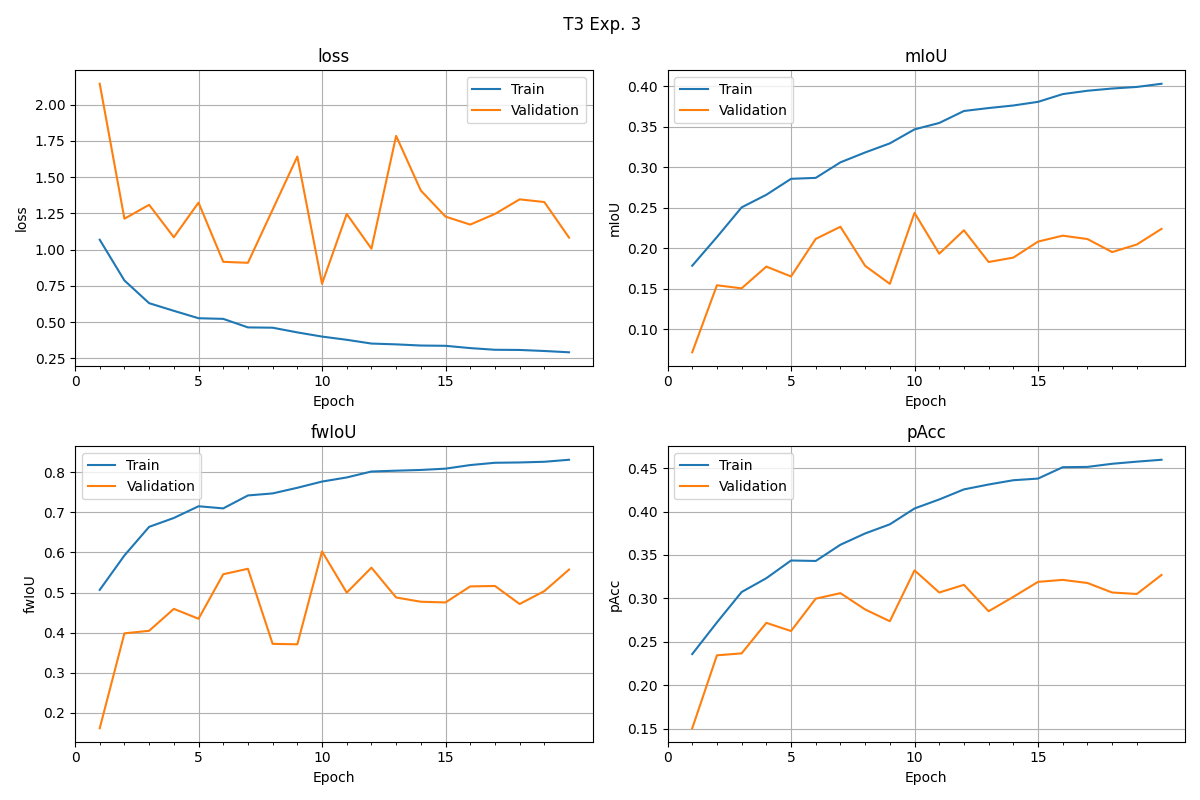 T3 Exp. 3
loss
mIoU
Train
Validation
Train
Validation
2.00
1.75
1.50
1.25
1.00
0.75
0.50
0.25
loss
0 5 10 15
Epoch
0.40
0.35
0.30
0.25
0.20
0.15
0.10
mIoU
0 5 10 15
Epoch
fwIoU
pAcc
Train
Validation
Train
Validation
0.8
0.7
0.6
0.5
0.4
0.3
0.2
fwIoU
0 5 10 15
Epoch
0.45
0.40
0.35
0.30
0.25
0.20
0.15
pAcc
0 5 10 15
Epoch